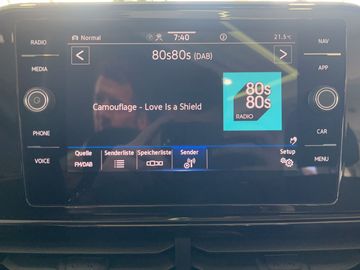 RADIO
MEDIA
PHONE
VOICE
Normal
7:40
21.5°C
80s80s (DAB)
Camouflage - Love Is a Shield
80s
80s
RADIO
Quelle
FM/DAB
Senderliste
Speicherliste
Sender
Setup
NAV
APP
CAR
MENU